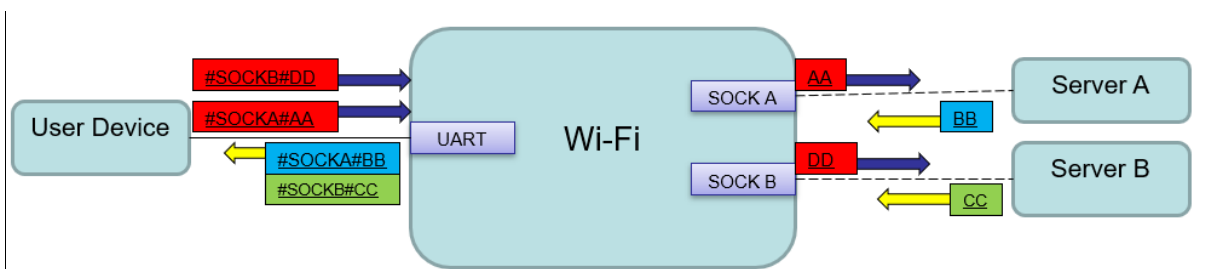 #SOCKB#DD
#SOCKA#AA
User Device
#SOCKA#BB
#SOCKB#CC
UART
Wi-Fi
SOCK A
SOCK B
AA
BB
DD
CC
Server A
Server B